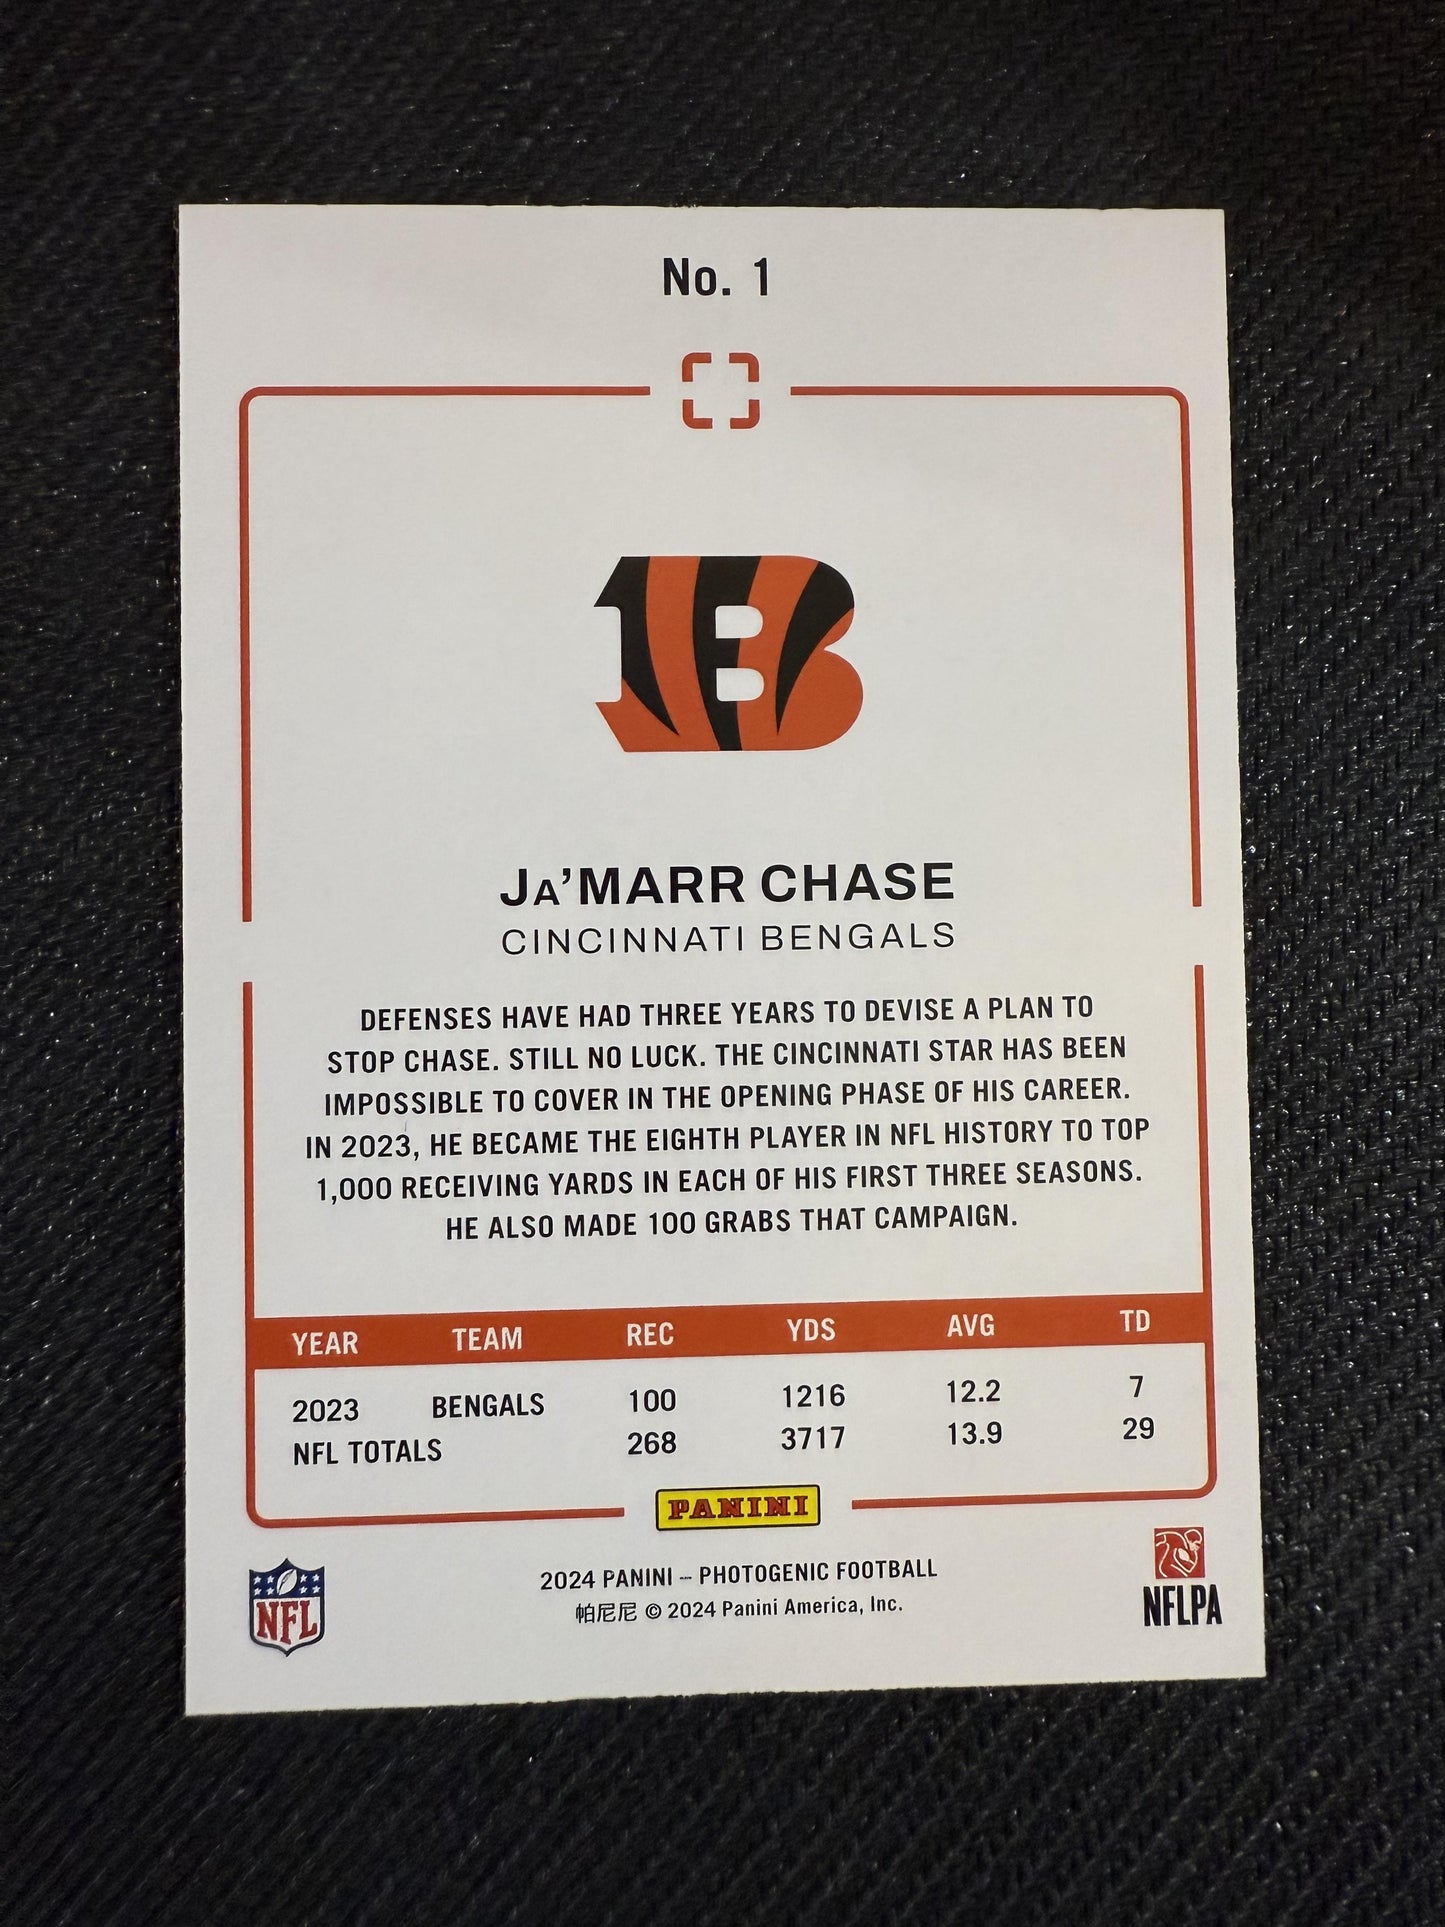 No. 1
JA'MARR CHASE
CINCINNATI BENGALS
DEFENSES HAVE HAD THREE YEARS TO DEVISE A PLAN TO
STOP CHASE. STILL NO LUCK. THE CINCINNATI STAR HAS BEEN
IMPOSSIBLE TO COVER IN THE OPENING PHASE OF HIS CAREER.
IN 2023, HE BECAME THE EIGHTH PLAYER IN NFL HISTORY TO TOP
1,000 RECEIVING YARDS IN EACH OF HIS FIRST THREE SEASONS.
HE ALSO MADE 100 GRABS THAT CAMPAIGN.
YEAR TEAM REC YDS AVG TD
2023 BENGALS 100 1216 12.2 7
NFL TOTALS 268 3717 13.9 29
PANINI
2024 PANINI – PHOTOGENIC FOOTBALL
帕尼尼 © 2024 Panini America, Inc.
NFL
NFLPA